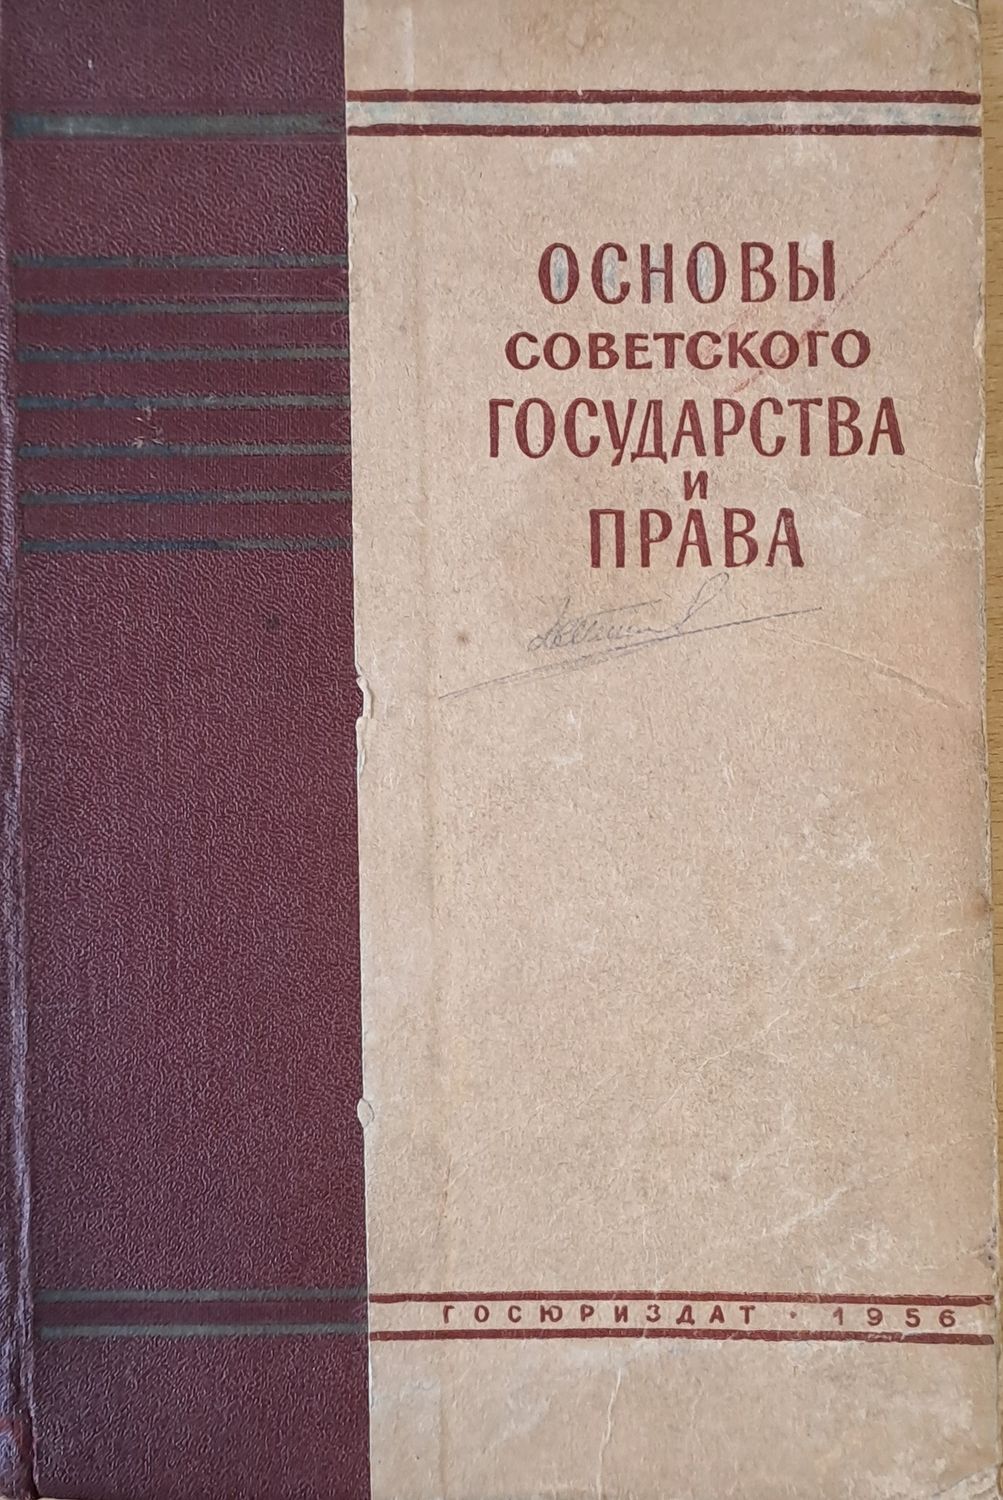 ОСНОВЫ
СОВЕТСКОГО
ГОСУДАРСТВА
И
ПРАВА
ГОСЮРИЗДАТ · 1956